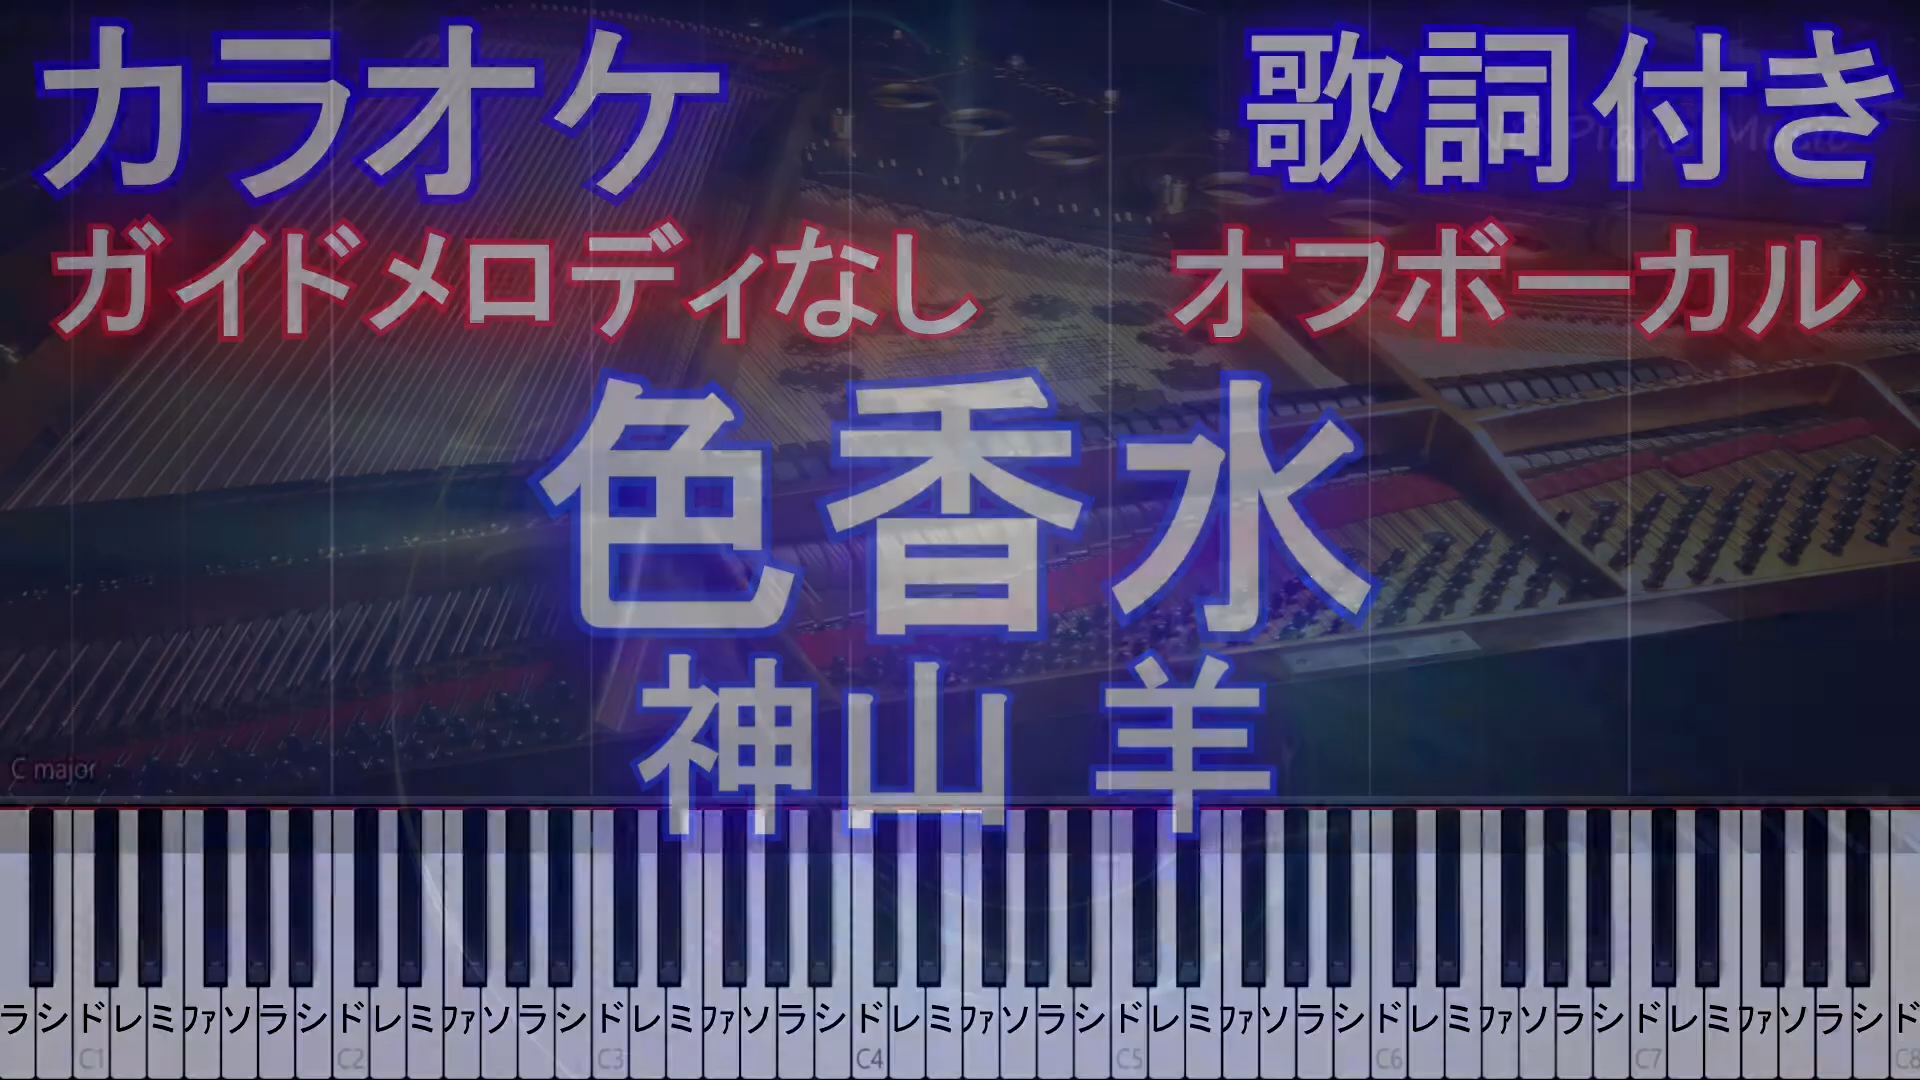 カラオケ 歌詞付き
ガイドメロディなし オフボーカル
色香水
神山 羊
C major
ラシドレミファソラシドレミファソラシドレミファソラシドレミファソラシドレミファソラシドレミファソラシドレミファソラシド
C1 C2 C3 C4 C5 C6 C7 C8